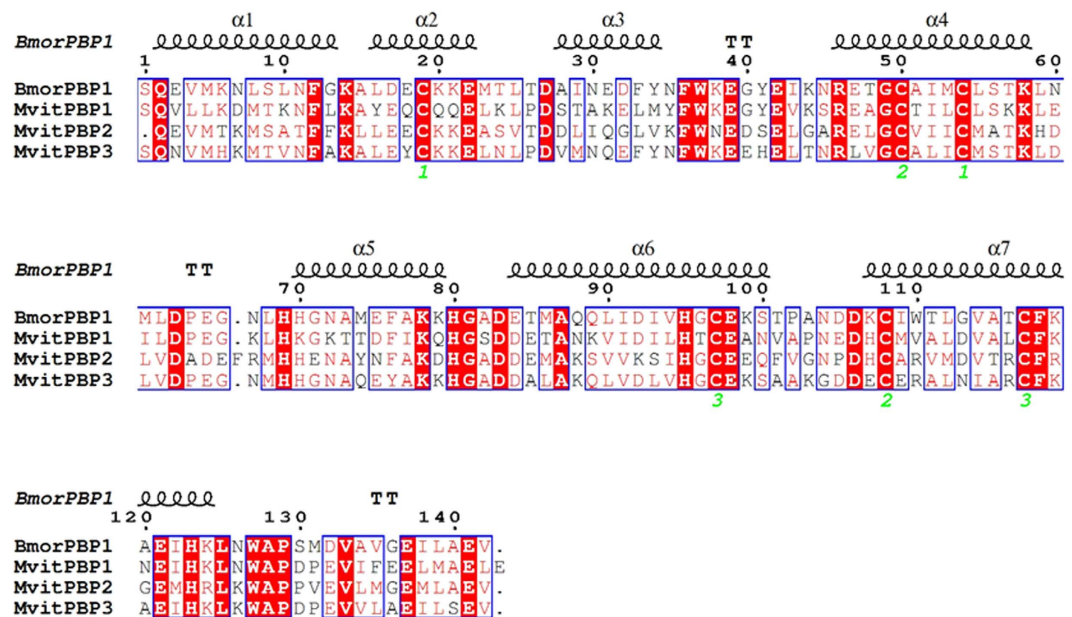 α1 α2 α3 α4
BmorPBP1 TT
1 10 20 30 40 50 60
BmorPBP1 SQEVMKNLSLNFGKALDECKKEMTLTDAINEDFYNFWKEGYEIKNRETGCAIMCLSTKLN
MvitPBP1 SQVLLKDMTKNFLKAYEQCQQELKLPDSTAKELMYFWKEGYELTSREAGCTILCLSKKLE
MvitPBP2 .QEVMTKMSATFFKLLEECKKEASVTDDLIQGLVKFWNEDSELGARELGCVIICMATKHD
MvitPBP3 SQNVMHKMTVNFAKALEYCKKELNLPDVMNQEFYNFWKEEHELTNRLVGCALICMSTKLD
1 2 1
α5 α6 α7
BmorPBP1 TT
70 80 90 100 110
BmorPBP1 MLDPEG.NLHHGNAMEFAKKHGADETMAQQLIDIVHGCEKSTPANDDKCIWTLGVATCFK
MvitPBP1 ILDPEG.KLHKGKTTDFIKQHGSDDETANKVIDILHTCEANVAPNEDHCMVALDVALCFK
MvitPBP2 LVDADEFRMHHENAYNFAKDHGADDEMAKSVVKSIHGCEEQFVGNPDHCARVMDVTRCFR
MvitPBP3 LVDPEG.NMHHGNAQEYAKKHGADDALAKQLVDLVHGCEKSAAKGDDECERALNIARCFK
3 2 3
BmorPBP1 TT
120 130 140
BmorPBP1 AEIHKLNWAPSMDVAVGEILAEV.
MvitPBP1 NEIHKLNWAPDPEVIFEELMAELE
MvitPBP2 GEMHRLKWAPPVEVLMGEMLAEV.
MvitPBP3 AEIHKLKWAPDPEVVLAEILSEV.